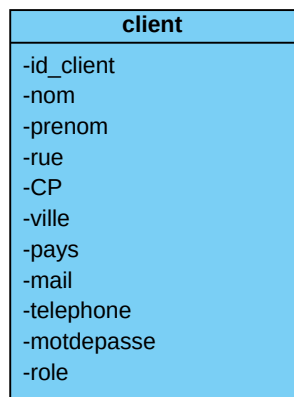 client
-id_client
-nom
-prenom
-rue
-CP
-ville
-pays
-mail
-telephone
-motdepasse
-role